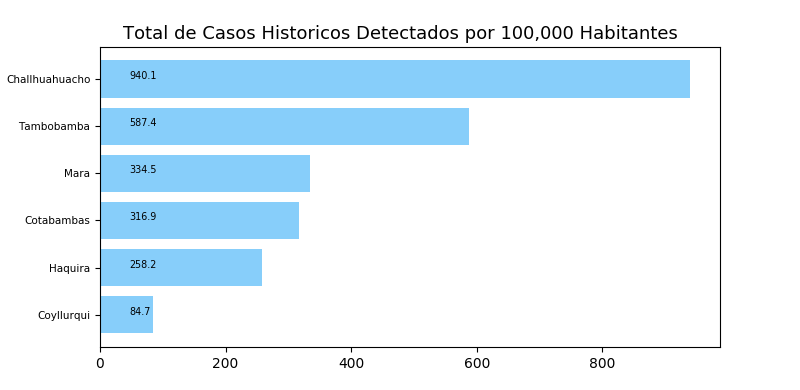 Total de Casos Historicos Detectados por 100,000 Habitantes
Challhuahuacho 940.1
Tambobamba 587.4
Mara 334.5
Cotabambas 316.9
Haquira 258.2
Coyllurqui 84.7
0 200 400 600 800